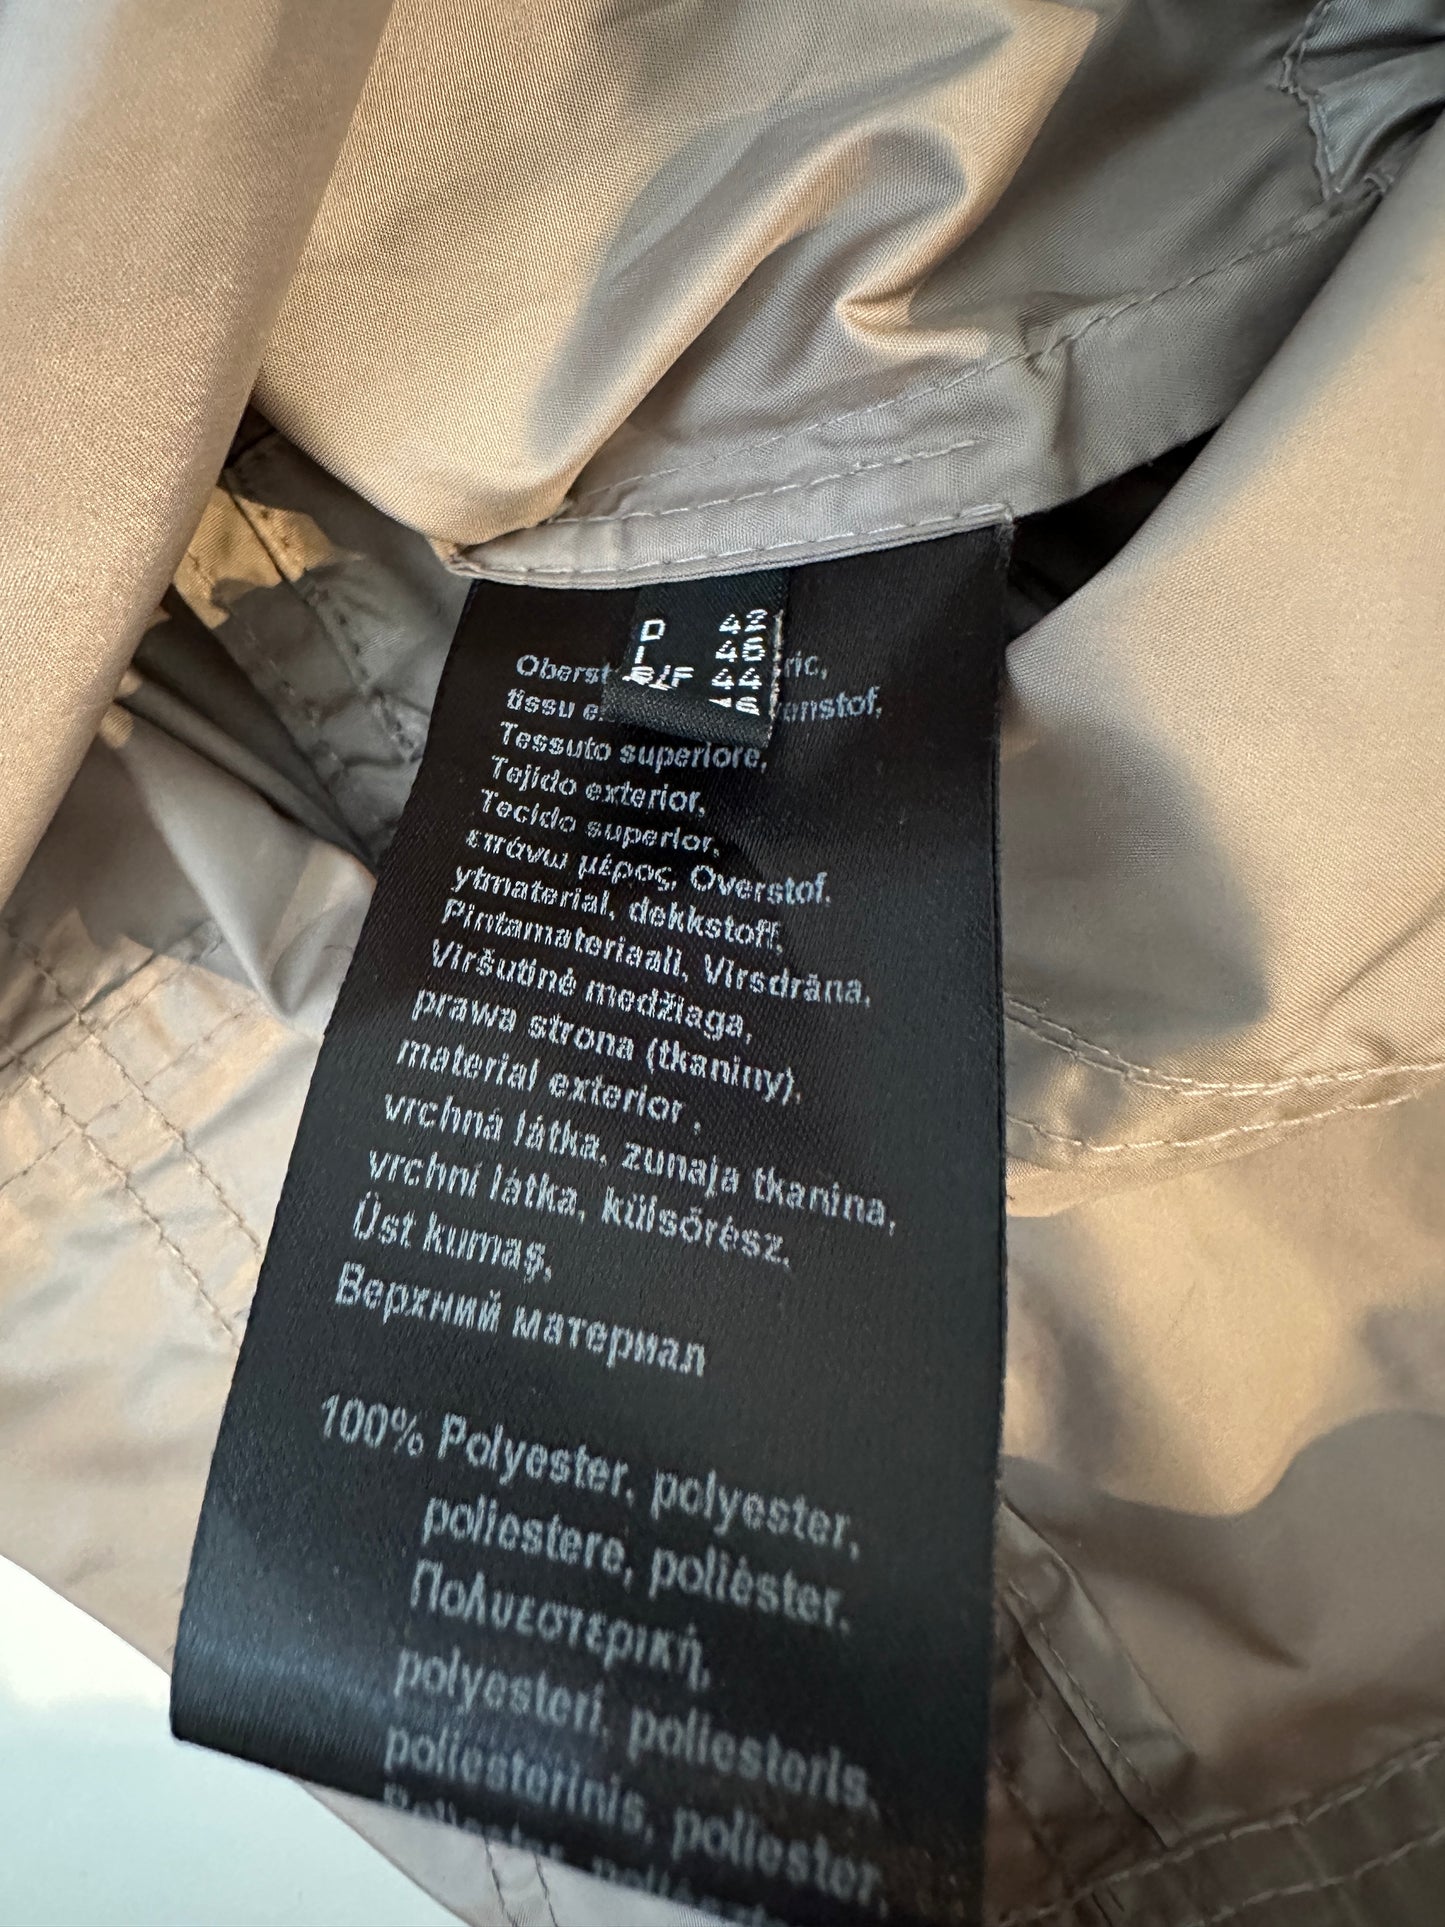 D 42
I 46
B/F 44
Oberst ric,
tissu e enstof,
Tessuto superiore,
Tejido exterior,
Tecido superior,
επάνω μέρος, Overstof.
ytmaterial, dekkstoff,
Pintamateriaali, Virsdrāna,
Viršutinė medžiaga,
prawa strona (tkaniny),
material exterior ,
vrchná látka, zunaja tkanina,
vrchní látka, külsőrész,
Üst kumaş,
Верхний материал
100% Polyester, polyester,
poliestere, poliéster,
Πολυεστερική,
polyesteri, poliesteris,
poliesterinis, poliester,